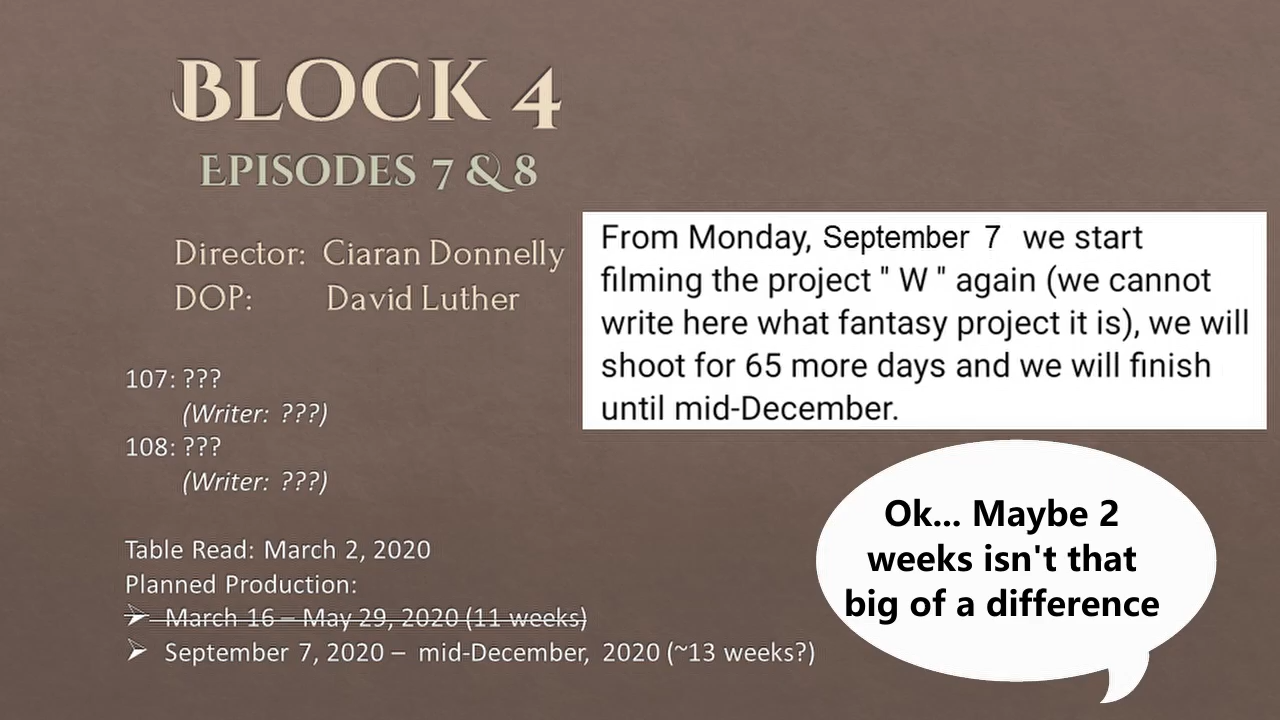 BLOCK 4
EPISODES 7 & 8
Director: Ciaran Donnelly
DOP: David Luther
From Monday, September 7 we start
filming the project " W " again (we cannot
write here what fantasy project it is), we will
shoot for 65 more days and we will finish
until mid-December.
107: ???
(Writer: ???)
108: ???
(Writer: ???)
Ok... Maybe 2
weeks isn't that
big of a difference
Table Read: March 2, 2020
Planned Production:
➢ March 16 – May 29, 2020 (11 weeks)
➢ September 7, 2020 – mid-December, 2020 (~13 weeks?)